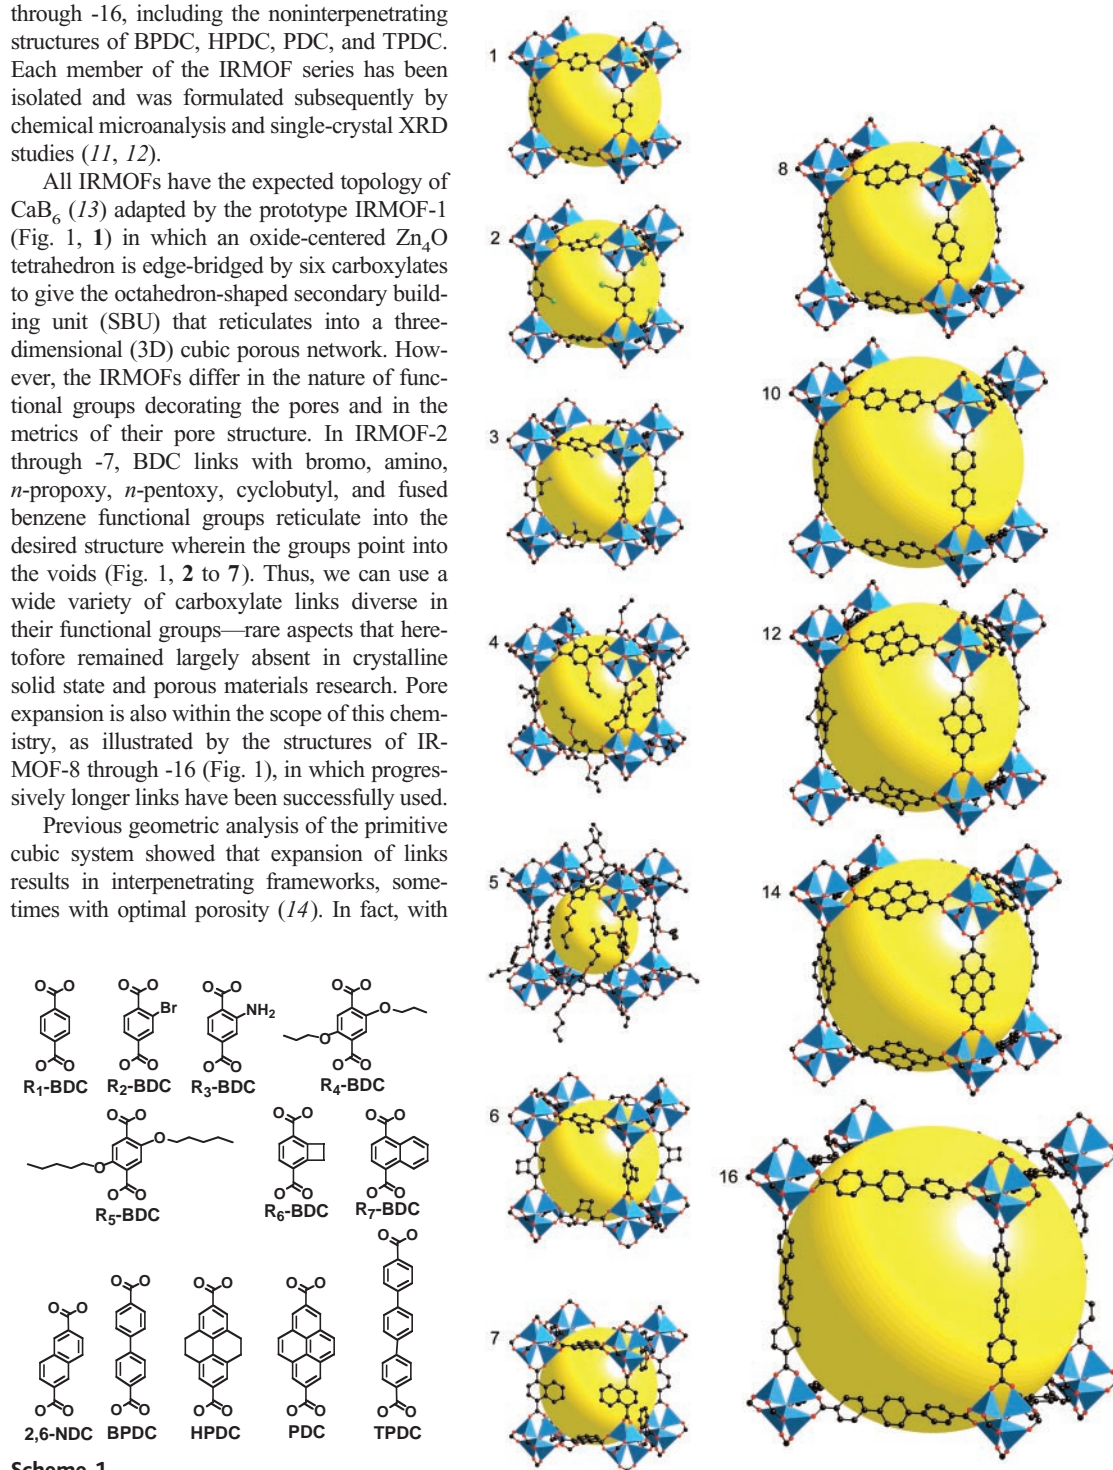 through -16, including the noninterpenetrating
structures of BPDC, HPDC, PDC, and TPDC.
Each member of the IRMOF series has been
isolated and was formulated subsequently by
chemical microanalysis and single-crystal XRD
studies (11, 12).
All IRMOFs have the expected topology of
CaB6 (13) adapted by the prototype IRMOF-1
(Fig. 1, 1) in which an oxide-centered Zn4O
tetrahedron is edge-bridged by six carboxylates
to give the octahedron-shaped secondary build-
ing unit (SBU) that reticulates into a three-
dimensional (3D) cubic porous network. How-
ever, the IRMOFs differ in the nature of func-
tional groups decorating the pores and in the
metrics of their pore structure. In IRMOF-2
through -7, BDC links with bromo, amino,
n-propoxy, n-pentoxy, cyclobutyl, and fused
benzene functional groups reticulate into the
desired structure wherein the groups point into
the voids (Fig. 1, 2 to 7). Thus, we can use a
wide variety of carboxylate links diverse in
their functional groups—rare aspects that here-
tofore remained largely absent in crystalline
solid state and porous materials research. Pore
expansion is also within the scope of this chem-
istry, as illustrated by the structures of IR-
MOF-8 through -16 (Fig. 1), in which progres-
sively longer links have been successfully used.
Previous geometric analysis of the primitive
cubic system showed that expansion of links
results in interpenetrating frameworks, some-
times with optimal porosity (14). In fact, with
O O O O O O O O
Br NH2 O O
O O O O O O O O
R1-BDC R2-BDC R3-BDC R4-BDC
O O O O O O
O O
O O O O O O
R5-BDC R6-BDC R7-BDC
O O O O O O O O O O
O O O O O O O O O O
2,6-NDC BPDC HPDC PDC TPDC
Scheme 1
1
2
3
4
5
6
7
8
10
12
14
16